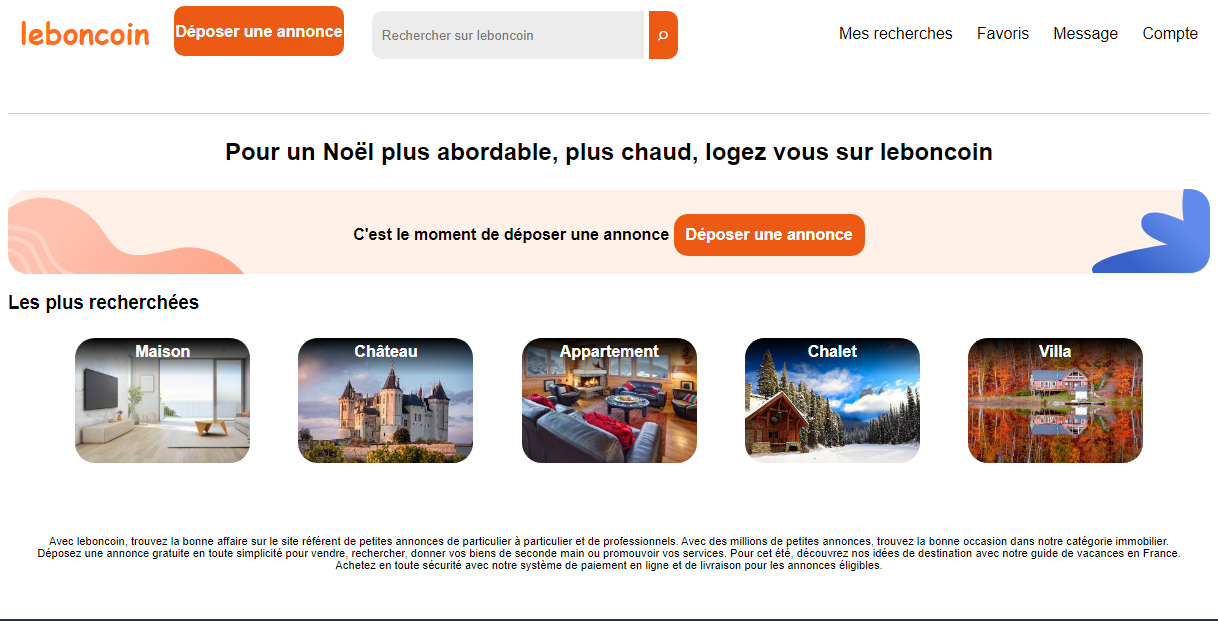 leboncoin
Déposer une annonce
Rechercher sur leboncoin
Mes recherches
Favoris
Message
Compte
Pour un Noël plus abordable, plus chaud, logez vous sur leboncoin
C'est le moment de déposer une annonce
Déposer une annonce
Les plus recherchées
Maison
Château
Appartement
Chalet
Villa
Avec leboncoin, trouvez la bonne affaire sur le site référent de petites annonces de particulier à particulier et de professionnels. Avec des millions de petites annonces, trouvez la bonne occasion dans notre catégorie immobilier.
Déposez une annonce gratuite en toute simplicité pour vendre, rechercher, donner vos biens de seconde main ou promouvoir vos services. Pour cet été, découvrez nos idées de destination avec notre guide de vacances en France.
Achetez en toute sécurité avec notre système de paiement en ligne et de livraison pour les annonces éligibles.